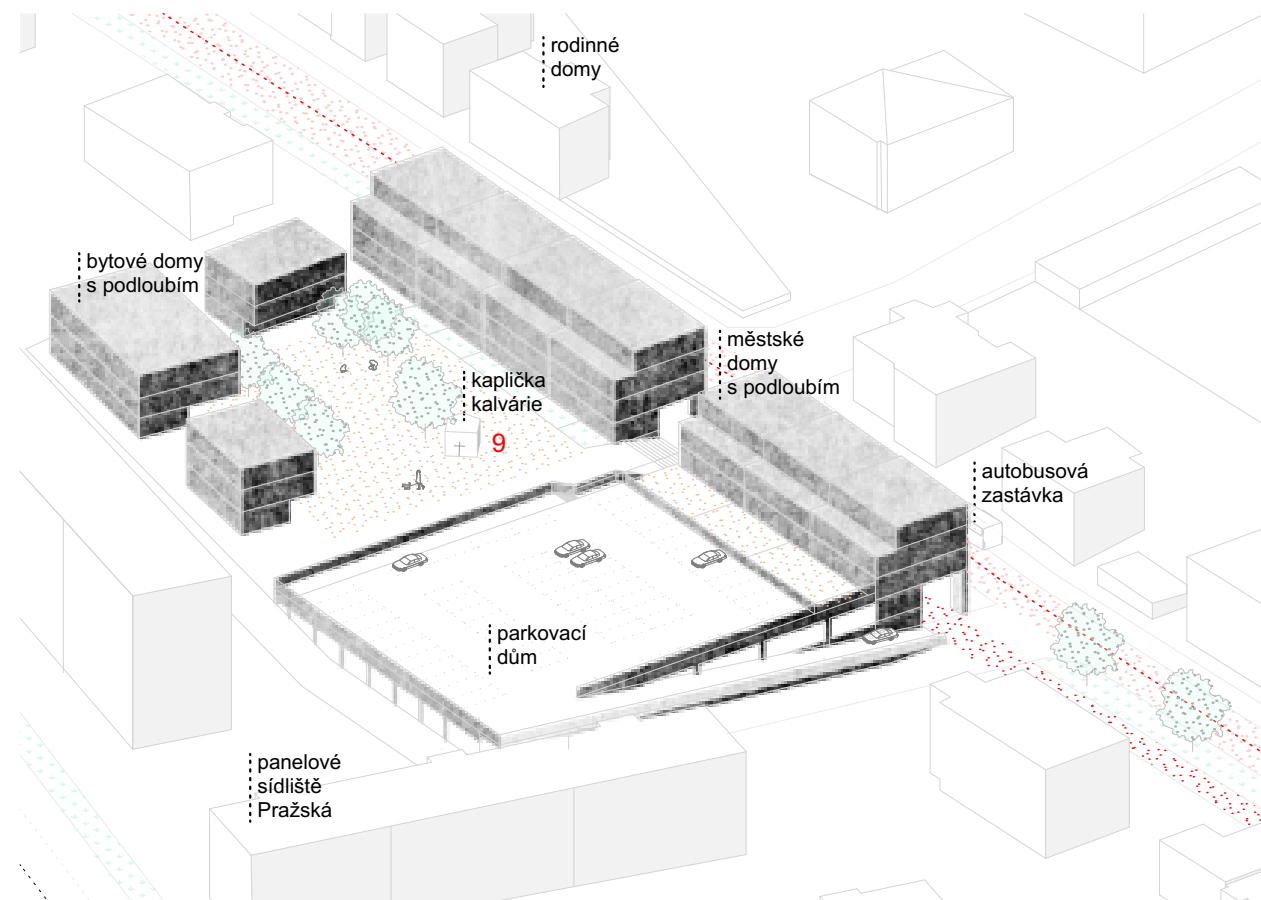 rodinné
domy
bytové domy
s podloubím
městské
domy
s podloubím
kaplička
kalvárie
9
autobusová
zastávka
parkovací
dům
panelové
sídliště
Pražská